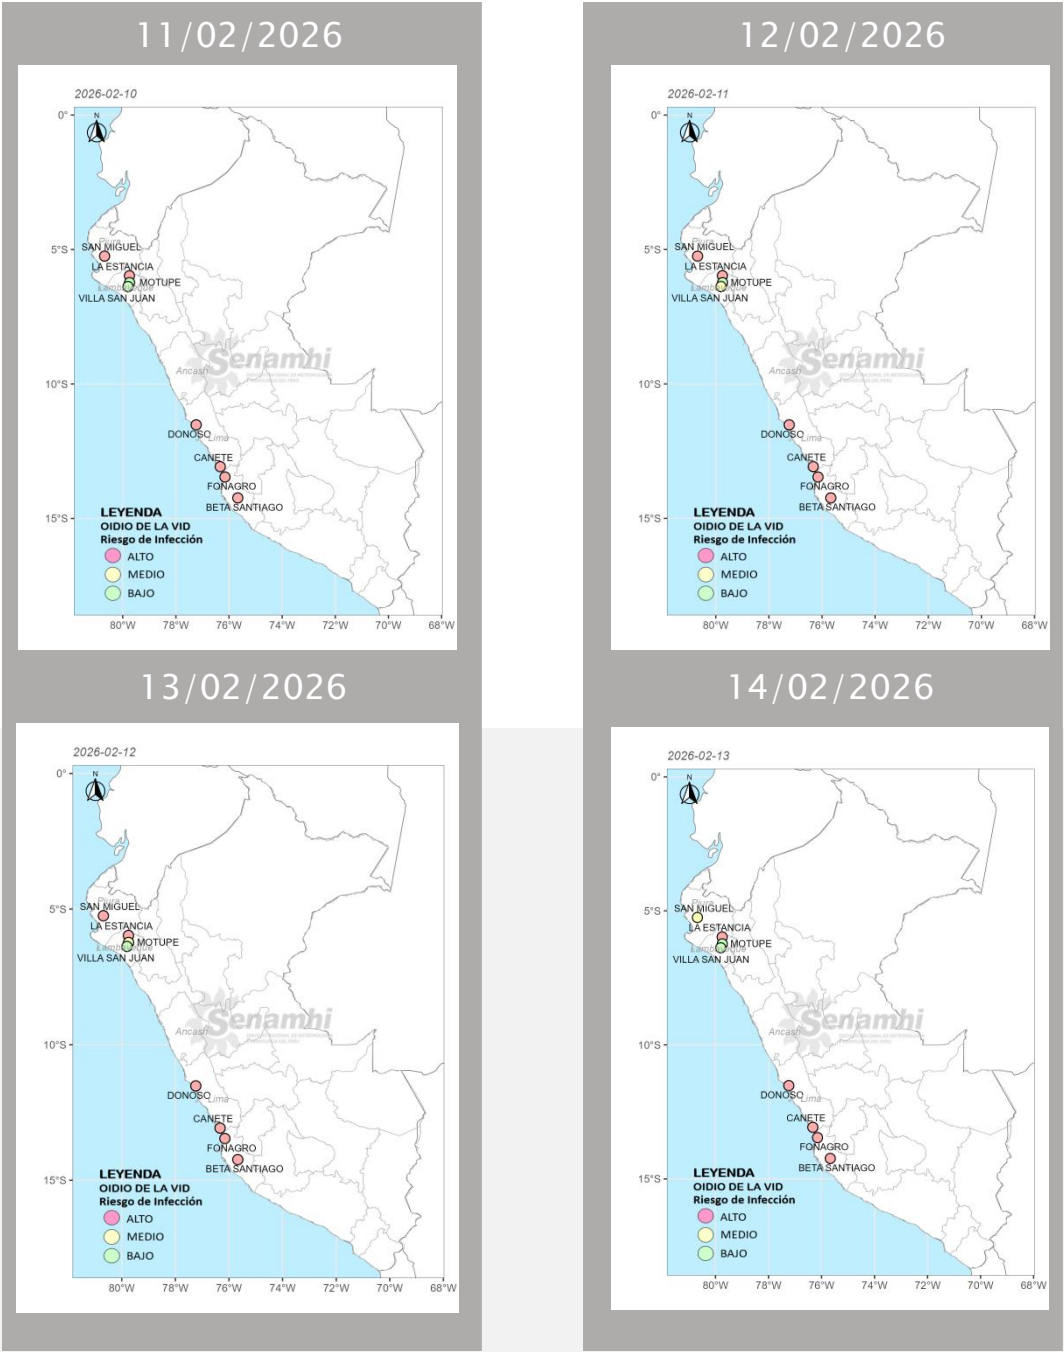 11/02/2026
2026-02-10
N
0°
Piura
SAN MIGUEL
5°S
LA ESTANCIA
MOTUPE
VILLA SAN JUAN
Senamhi
Ancash
10°S
DONOSO
Lima
CANETE
FONAGRO
BETA SANTIAGO
LEYENDA
15°S
OIDIO DE LA VID
Riesgo de Infección
ALTO
MEDIO
BAJO
80°W 78°W 76°W 74°W 72°W 70°W 68°W
12/02/2026
2026-02-11
N
0°
Piura
SAN MIGUEL
5°S
LA ESTANCIA
MOTUPE
VILLA SAN JUAN
Senamhi
Ancash
10°S
DONOSO
Lima
CANETE
FONAGRO
BETA SANTIAGO
LEYENDA
15°S
OIDIO DE LA VID
Riesgo de Infección
ALTO
MEDIO
BAJO
80°W 78°W 76°W 74°W 72°W 70°W 68°W
13/02/2026
2026-02-12
N
0°
Piura
SAN MIGUEL
5°S
LA ESTANCIA
MOTUPE
VILLA SAN JUAN
Senamhi
Ancash
10°S
DONOSO
Lima
CANETE
FONAGRO
BETA SANTIAGO
LEYENDA
15°S
OIDIO DE LA VID
Riesgo de Infección
ALTO
MEDIO
BAJO
80°W 78°W 76°W 74°W 72°W 70°W 68°W
14/02/2026
2026-02-13
N
0°
Piura
SAN MIGUEL
5°S
LA ESTANCIA
MOTUPE
VILLA SAN JUAN
Senamhi
Ancash
10°S
DONOSO
Lima
CANETE
FONAGRO
BETA SANTIAGO
LEYENDA
15°S
OIDIO DE LA VID
Riesgo de Infección
ALTO
MEDIO
BAJO
80°W 78°W 76°W 74°W 72°W 70°W 68°W